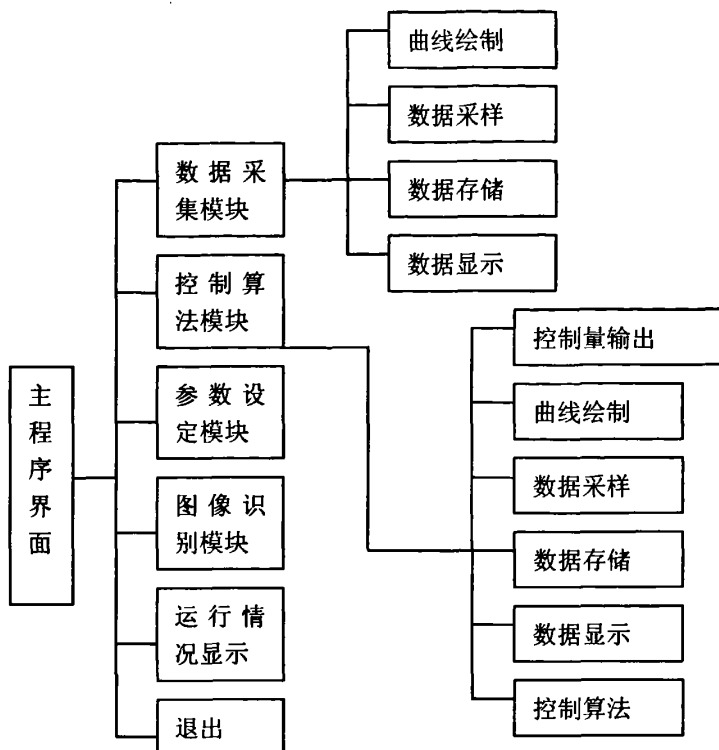 主
程
序
界
面
数据采
集模块
控制算
法模块
参数设
定模块
图像识
别模块
运行情
况显示
退出
曲线绘制
数据采样
数据存储
数据显示
控制量输出
曲线绘制
数据采样
数据存储
数据显示
控制算法